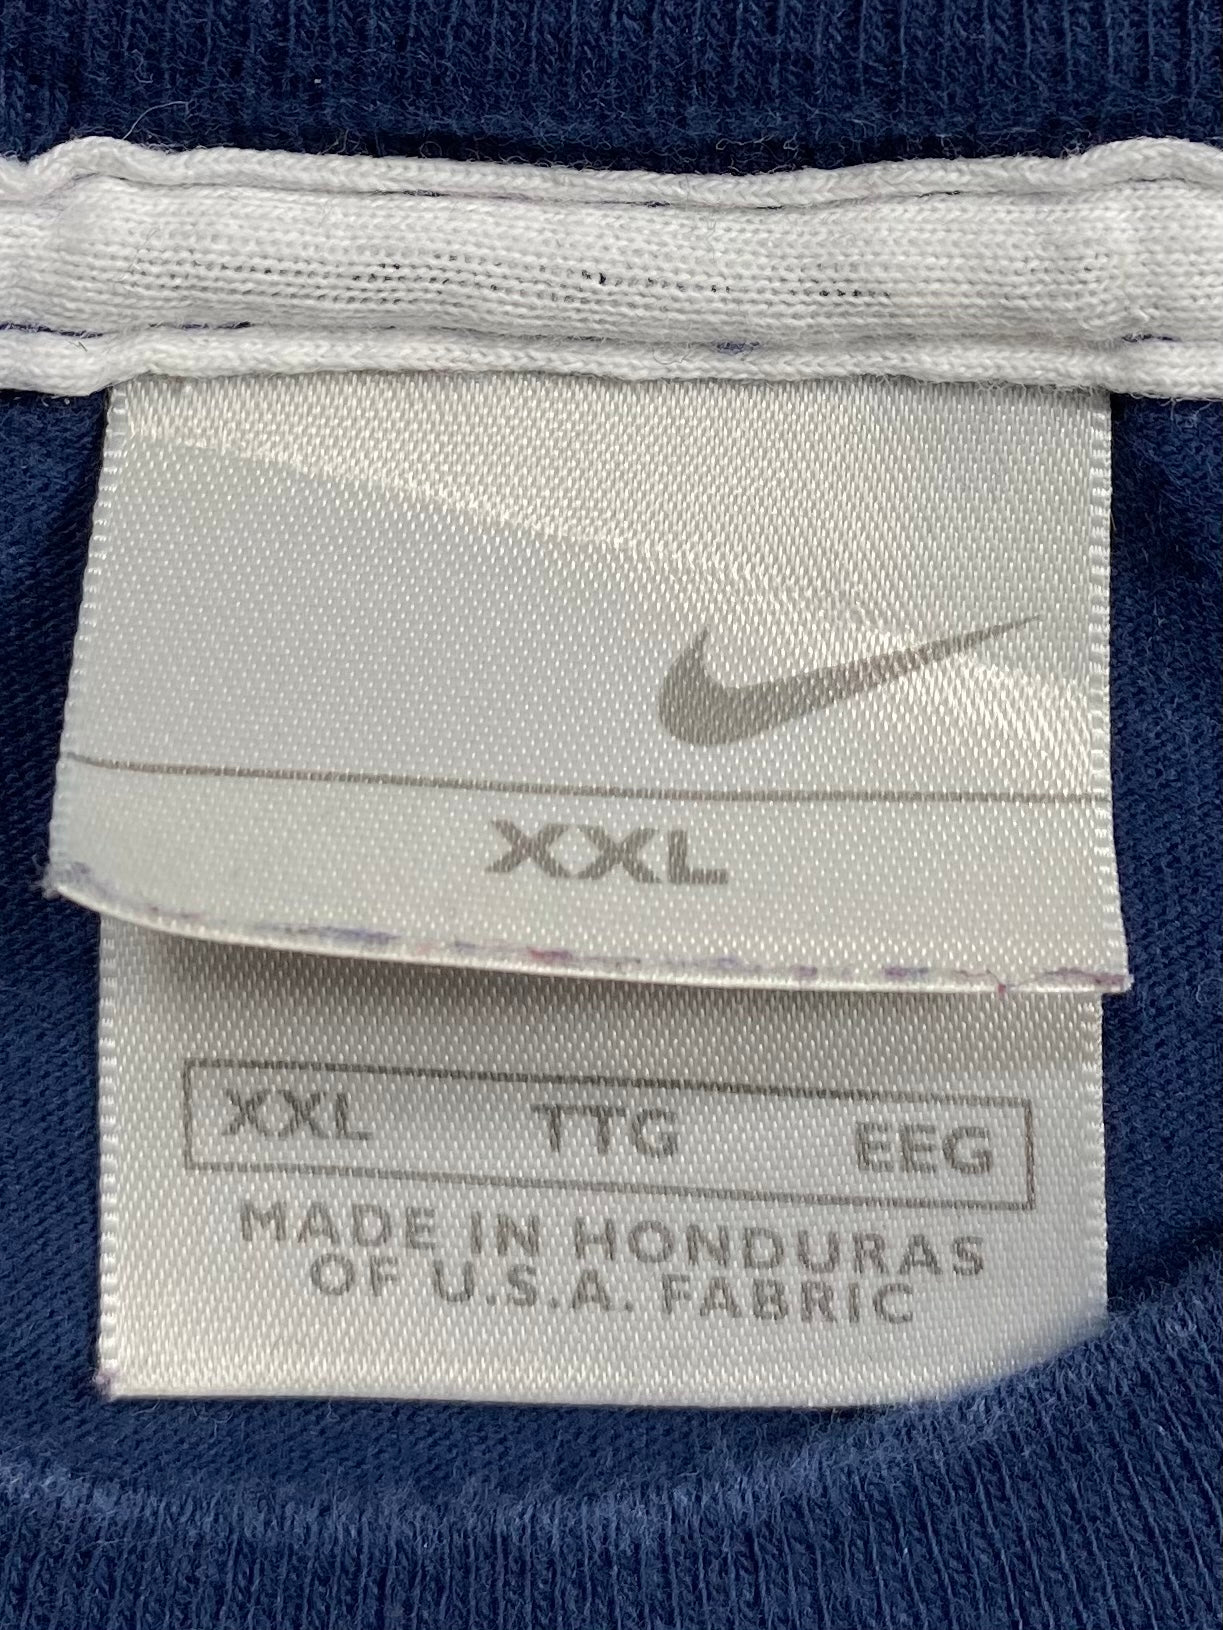 XXL
XXL TTG EEG
MADE IN HONDURAS
OF U.S.A. FABRIC